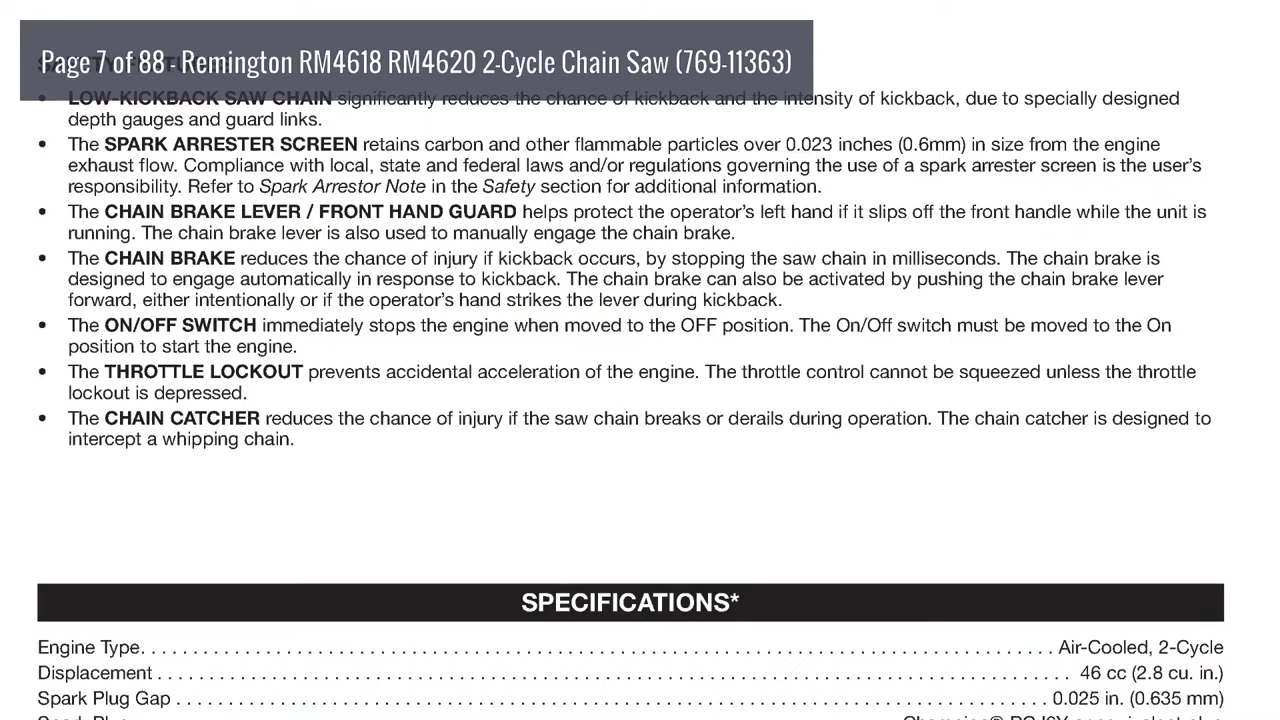 Page 7 of 88 - Remington RM4618 RM4620 2-Cycle Chain Saw (769-11363)
• LOW-KICKBACK SAW CHAIN significantly reduces the chance of kickback and the intensity of kickback, due to specially designed
depth gauges and guard links.
• The SPARK ARRESTER SCREEN retains carbon and other flammable particles over 0.023 inches (0.6mm) in size from the engine
exhaust flow. Compliance with local, state and federal laws and/or regulations governing the use of a spark arrester screen is the user's
responsibility. Refer to Spark Arrestor Note in the Safety section for additional information.
• The CHAIN BRAKE LEVER / FRONT HAND GUARD helps protect the operator's left hand if it slips off the front handle while the unit is
running. The chain brake lever is also used to manually engage the chain brake.
• The CHAIN BRAKE reduces the chance of injury if kickback occurs, by stopping the saw chain in milliseconds. The chain brake is
designed to engage automatically in response to kickback. The chain brake can also be activated by pushing the chain brake lever
forward, either intentionally or if the operator's hand strikes the lever during kickback.
• The ON/OFF SWITCH immediately stops the engine when moved to the OFF position. The On/Off switch must be moved to the On
position to start the engine.
• The THROTTLE LOCKOUT prevents accidental acceleration of the engine. The throttle control cannot be squeezed unless the throttle
lockout is depressed.
• The CHAIN CATCHER reduces the chance of injury if the saw chain breaks or derails during operation. The chain catcher is designed to
intercept a whipping chain.
SPECIFICATIONS*
Engine Type. . . . . . . . . . Air-Cooled, 2-Cycle
Displacement . . . . . . . . . . 46 cc (2.8 cu. in.)
Spark Plug Gap . . . . . . . . . . 0.025 in. (0.635 mm)